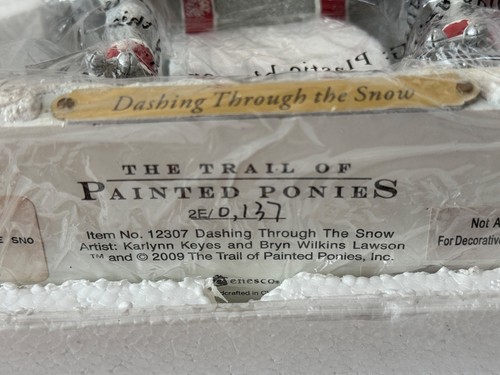 Dashing Through the Snow
THE TRAIL OF
PAINTED PONIES
2E/0,137
Item No. 12307 Dashing Through The Snow
Artist: Karlynn Keyes and Bryn Wilkins Lawson
™ and © 2009 The Trail of Painted Ponies, Inc.
enesco
SNO
Not A
For Decorative